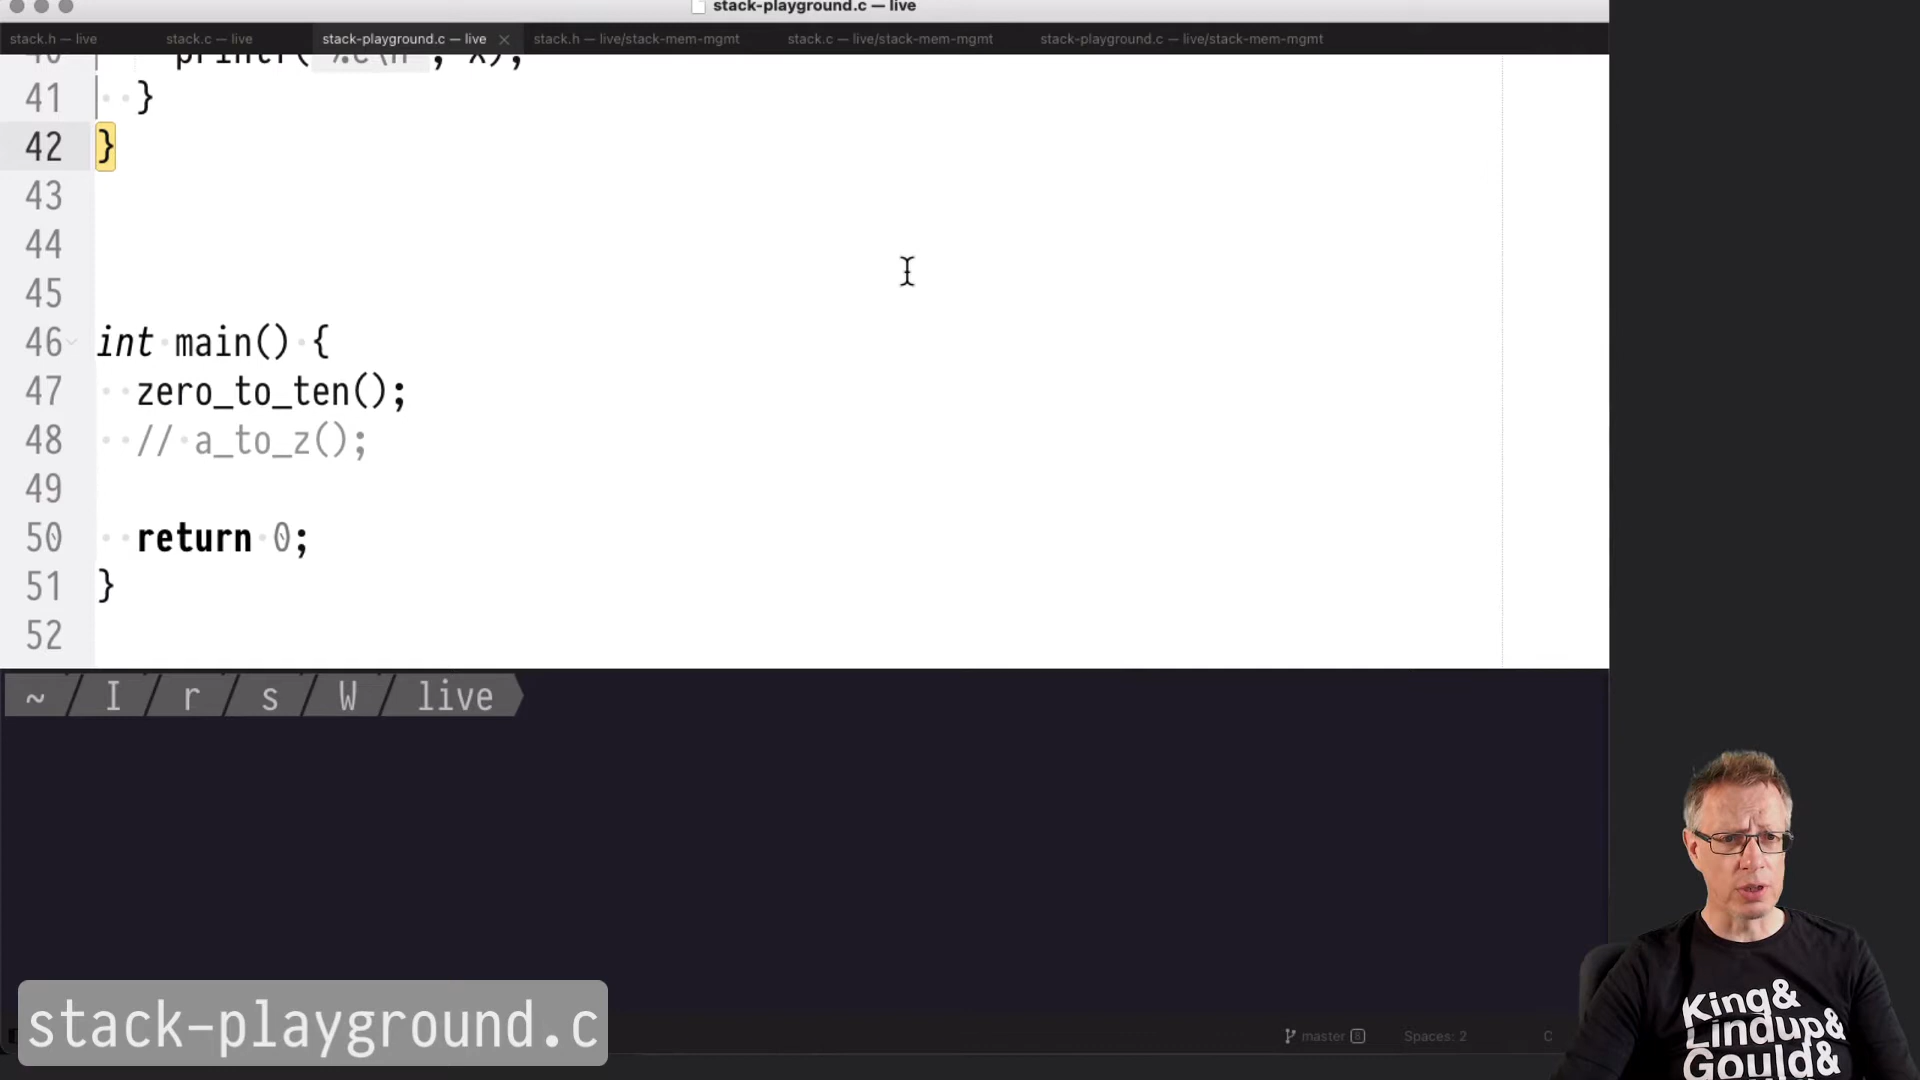 stack-playground.c — live
stack.h — live stack.c — live stack-playground.c — live stack.h — live/stack-mem-mgmt stack.c — live/stack-mem-mgmt stack-playground.c — live/stack-mem-mgmt
40 printf("%c\n", x);
41 }
42 }
43
44
45
46 int main() {
47 zero_to_ten();
48 // a_to_z();
49
50 return 0;
51 }
52
~ I r s W live
stack-playground.c
master Spaces: 2 C
King&
Lindup&
Gould&